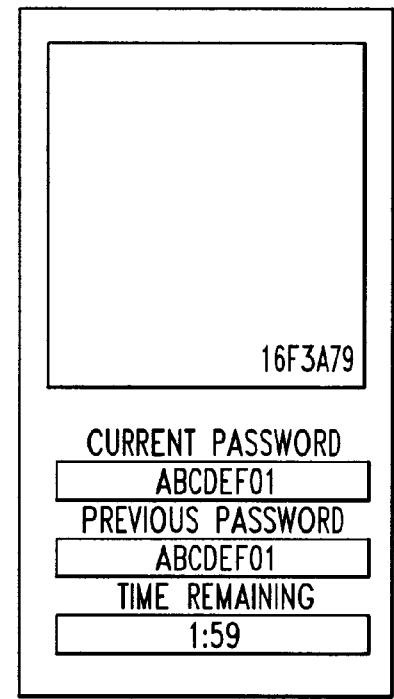 16F3A79
CURRENT PASSWORD
ABCDEF01
PREVIOUS PASSWORD
ABCDEF01
TIME REMAINING
1:59